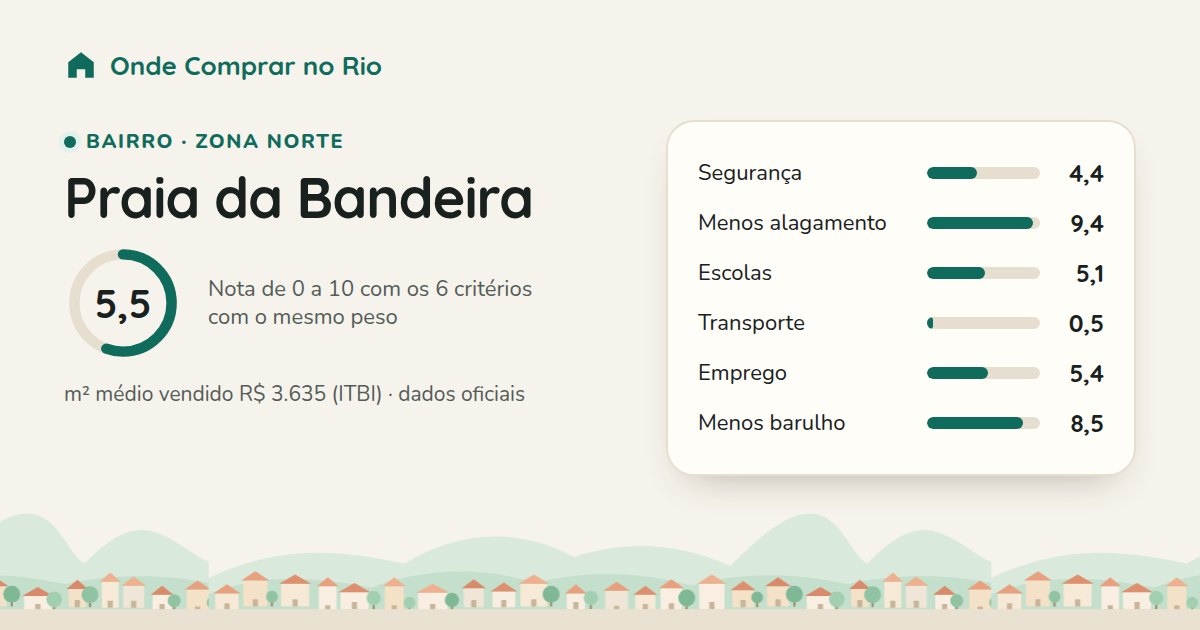 Onde Comprar no Rio
BAIRRO · ZONA NORTE
Praia da Bandeira
5,5
Nota de 0 a 10 com os 6 critérios
com o mesmo peso
m² médio vendido R$ 3.635 (ITBI) · dados oficiais
Segurança 4,4
Menos alagamento 9,4
Escolas 5,1
Transporte 0,5
Emprego 5,4
Menos barulho 8,5